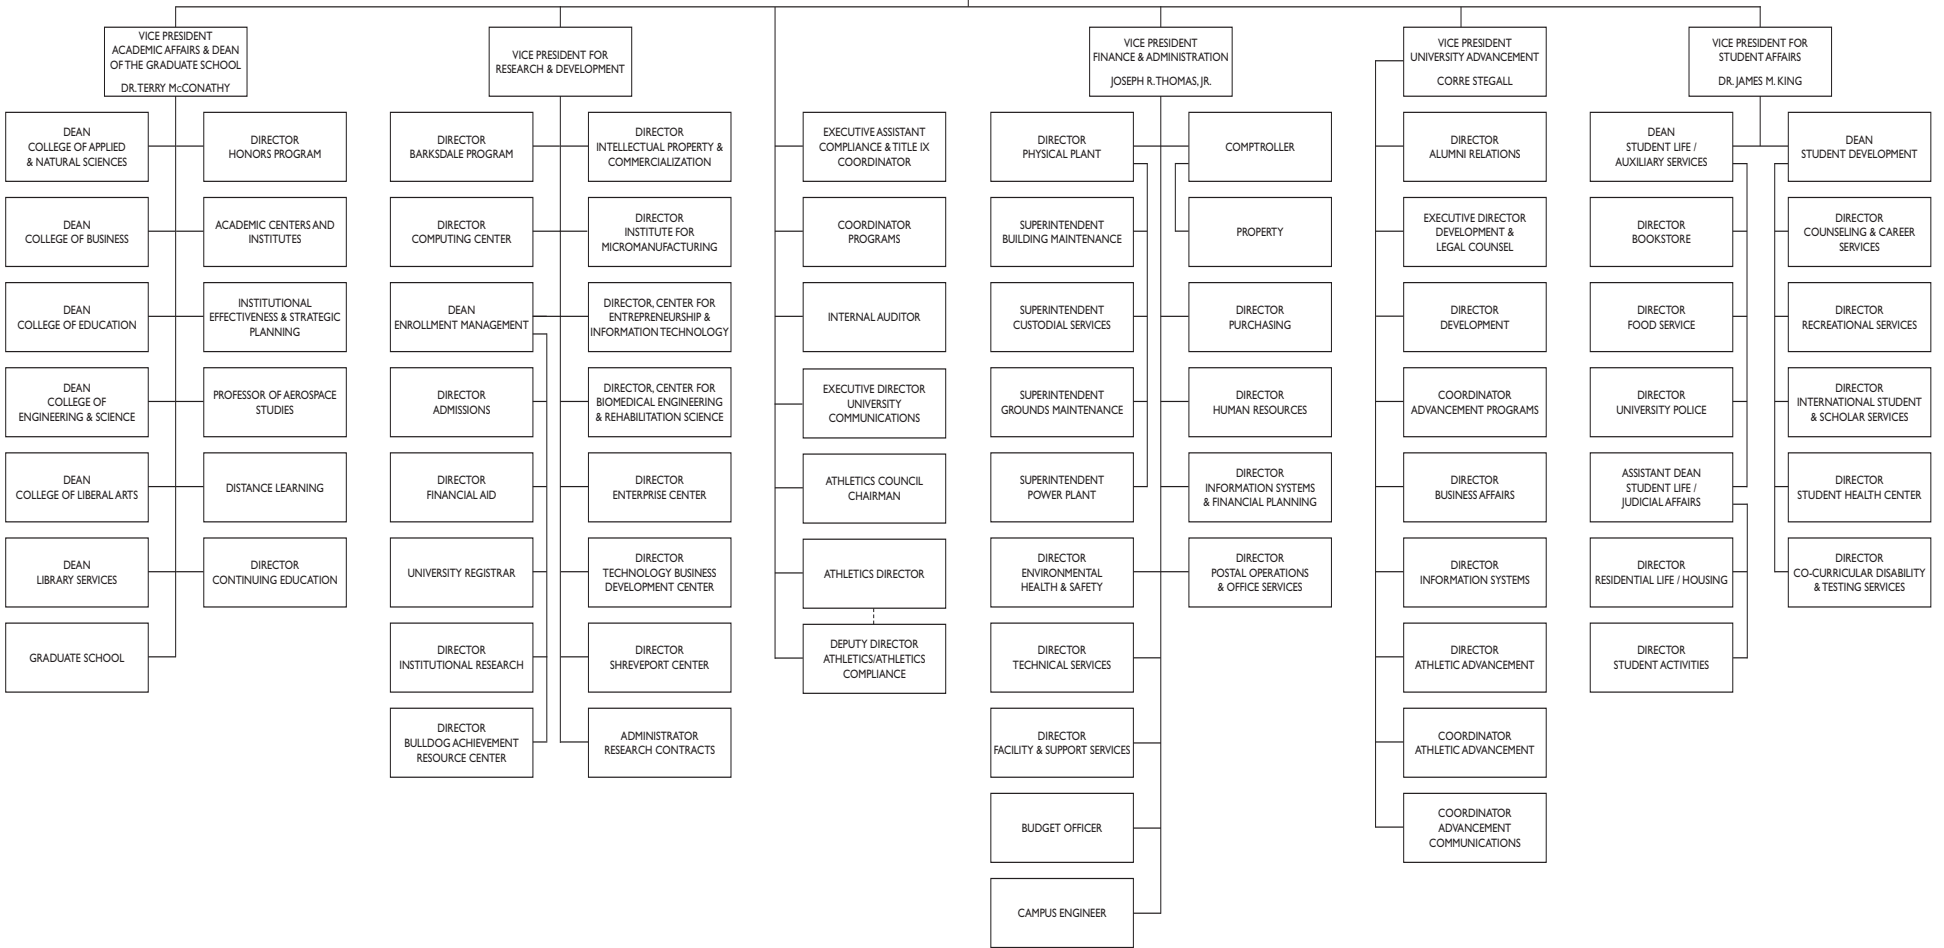 VICE PRESIDENT
ACADEMIC AFFAIRS & DEAN
OF THE GRADUATE SCHOOL
DR. TERRY McCONATHY
VICE PRESIDENT FOR
RESEARCH & DEVELOPMENT
VICE PRESIDENT
FINANCE & ADMINISTRATION
JOSEPH R. THOMAS, JR.
VICE PRESIDENT
UNIVERSITY ADVANCEMENT
CORRE STEGALL
VICE PRESIDENT FOR
STUDENT AFFAIRS
DR. JAMES M. KING
DEAN
COLLEGE OF APPLIED
& NATURAL SCIENCES
DIRECTOR
HONORS PROGRAM
DEAN
COLLEGE OF BUSINESS
ACADEMIC CENTERS AND
INSTITUTES
DEAN
COLLEGE OF EDUCATION
INSTITUTIONAL
EFFECTIVENESS & STRATEGIC
PLANNING
DEAN
COLLEGE OF
ENGINEERING & SCIENCE
PROFESSOR OF AEROSPACE
STUDIES
DEAN
COLLEGE OF LIBERAL ARTS
DISTANCE LEARNING
DEAN
LIBRARY SERVICES
DIRECTOR
CONTINUING EDUCATION
GRADUATE SCHOOL
DIRECTOR
BARKSDALE PROGRAM
DIRECTOR
INTELLECTUAL PROPERTY &
COMMERCIALIZATION
DIRECTOR
COMPUTING CENTER
DIRECTOR
INSTITUTE FOR
MICROMANUFACTURING
DEAN
ENROLLMENT MANAGEMENT
DIRECTOR, CENTER FOR
ENTREPRENEURSHIP &
INFORMATION TECHNOLOGY
DIRECTOR
ADMISSIONS
DIRECTOR, CENTER FOR
BIOMEDICAL ENGINEERING
& REHABILITATION SCIENCE
DIRECTOR
FINANCIAL AID
DIRECTOR
ENTERPRISE CENTER
UNIVERSITY REGISTRAR
DIRECTOR
TECHNOLOGY BUSINESS
DEVELOPMENT CENTER
DIRECTOR
INSTITUTIONAL RESEARCH
DIRECTOR
SHREVEPORT CENTER
DIRECTOR
BULLDOG ACHIEVEMENT
RESOURCE CENTER
ADMINISTRATOR
RESEARCH CONTRACTS
EXECUTIVE ASSISTANT
COMPLIANCE & TITLE IX
COORDINATOR
COORDINATOR
PROGRAMS
INTERNAL AUDITOR
EXECUTIVE DIRECTOR
UNIVERSITY
COMMUNICATIONS
ATHLETICS COUNCIL
CHAIRMAN
ATHLETICS DIRECTOR
DEPUTY DIRECTOR
ATHLETICS/ATHLETICS
COMPLIANCE
DIRECTOR
PHYSICAL PLANT
COMPTROLLER
SUPERINTENDENT
BUILDING MAINTENANCE
PROPERTY
SUPERINTENDENT
CUSTODIAL SERVICES
DIRECTOR
PURCHASING
SUPERINTENDENT
GROUNDS MAINTENANCE
DIRECTOR
HUMAN RESOURCES
SUPERINTENDENT
POWER PLANT
DIRECTOR
INFORMATION SYSTEMS
& FINANCIAL PLANNING
DIRECTOR
ENVIRONMENTAL
HEALTH & SAFETY
DIRECTOR
POSTAL OPERATIONS
& OFFICE SERVICES
DIRECTOR
TECHNICAL SERVICES
DIRECTOR
FACILITY & SUPPORT SERVICES
BUDGET OFFICER
CAMPUS ENGINEER
DIRECTOR
ALUMNI RELATIONS
EXECUTIVE DIRECTOR
DEVELOPMENT &
LEGAL COUNSEL
DIRECTOR
DEVELOPMENT
COORDINATOR
ADVANCEMENT PROGRAMS
DIRECTOR
BUSINESS AFFAIRS
DIRECTOR
INFORMATION SYSTEMS
DIRECTOR
ATHLETIC ADVANCEMENT
COORDINATOR
ATHLETIC ADVANCEMENT
COORDINATOR
ADVANCEMENT
COMMUNICATIONS
DEAN
STUDENT LIFE /
AUXILIARY SERVICES
DEAN
STUDENT DEVELOPMENT
DIRECTOR
BOOKSTORE
DIRECTOR
COUNSELING & CAREER
SERVICES
DIRECTOR
FOOD SERVICE
DIRECTOR
RECREATIONAL SERVICES
DIRECTOR
UNIVERSITY POLICE
DIRECTOR
INTERNATIONAL STUDENT
& SCHOLAR SERVICES
ASSISTANT DEAN
STUDENT LIFE /
JUDICIAL AFFAIRS
DIRECTOR
STUDENT HEALTH CENTER
DIRECTOR
RESIDENTIAL LIFE / HOUSING
DIRECTOR
CO-CURRICULAR DISABILITY
& TESTING SERVICES
DIRECTOR
STUDENT ACTIVITIES